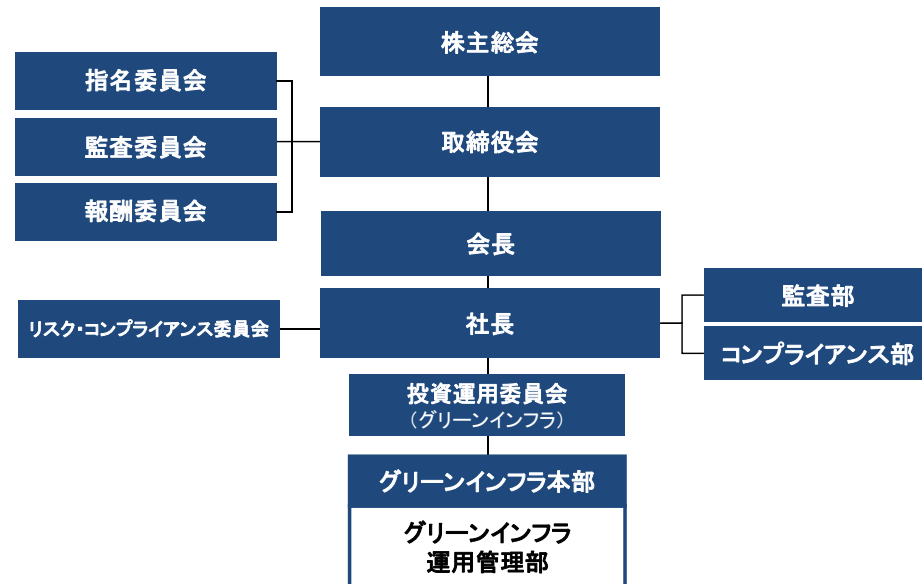 株主総会
指名委員会
監査委員会
報酬委員会
取締役会
会長
リスク・コンプライアンス委員会
社長
監査部
コンプライアンス部
投資運用委員会
（グリーンインフラ）
グリーンインフラ本部
グリーンインフラ
運用管理部